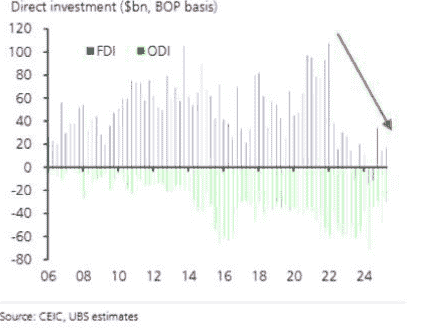 Direct investment ($bn, BOP basis)
120
100
FDI ODI
80
60
40
20
0
-20
-40
-60
-80
06 08 10 12 14 16 18 20 22 24
Source: CEIC, UBS estimates